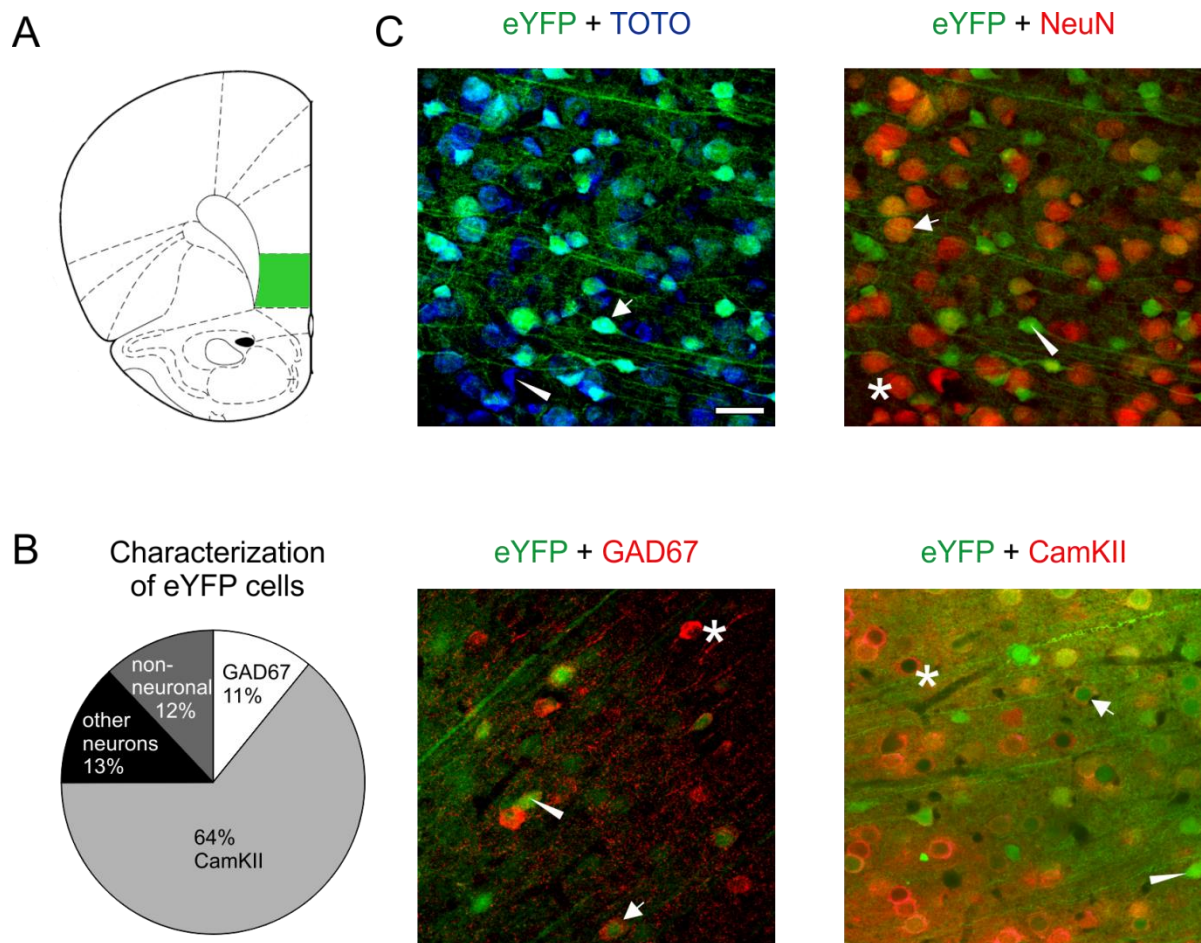 A
C
eYFP + TOTO
eYFP + NeuN
*
B
Characterization
of eYFP cells
non-
neuronal
12%
GAD67
11%
other
neurons
13%
64%
CamKII
eYFP + GAD67
*
eYFP + CamKII
*